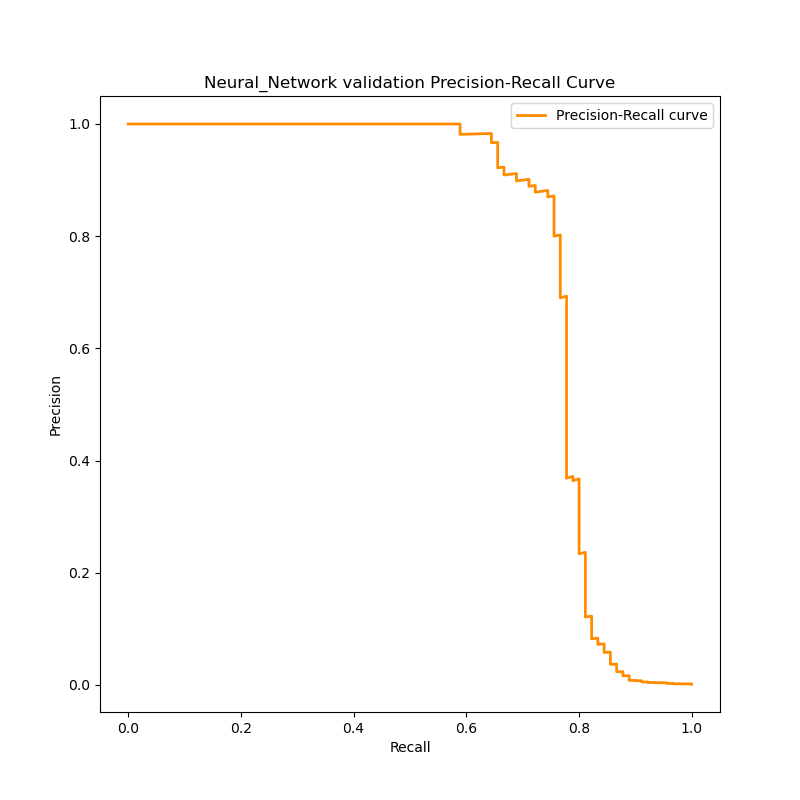 Neural_Network validation Precision-Recall Curve
Precision-Recall curve
1.0
0.8
0.6
0.4
0.2
0.0
Precision
0.0 0.2 0.4 0.6 0.8 1.0
Recall